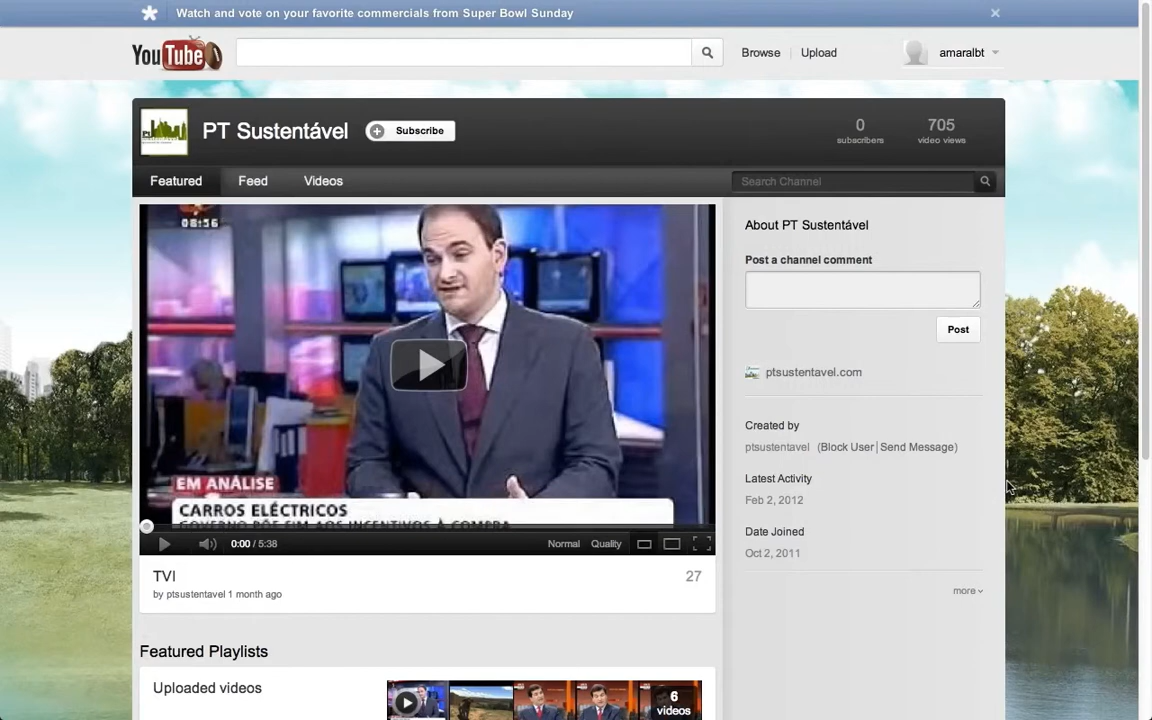 Watch and vote on your favorite commercials from Super Bowl Sunday
YouTube
Browse
Upload
amaralbt
PT Sustentável
Subscribe
0
subscribers
705
video views
Featured
Feed
Videos
Search Channel
08:56
EM ANÁLISE
CARROS ELÉCTRICOS
GOVERNO PÕE FIM AOS INCENTIVOS À COMPRA
0:00 / 5:38
Normal
Quality
TVI
27
by ptsustentavel 1 month ago
Featured Playlists
Uploaded videos
6
videos
About PT Sustentável
Post a channel comment
Post
ptsustentavel.com
Created by
ptsustentavel (Block User | Send Message)
Latest Activity
Feb 2, 2012
Date Joined
Oct 2, 2011
more